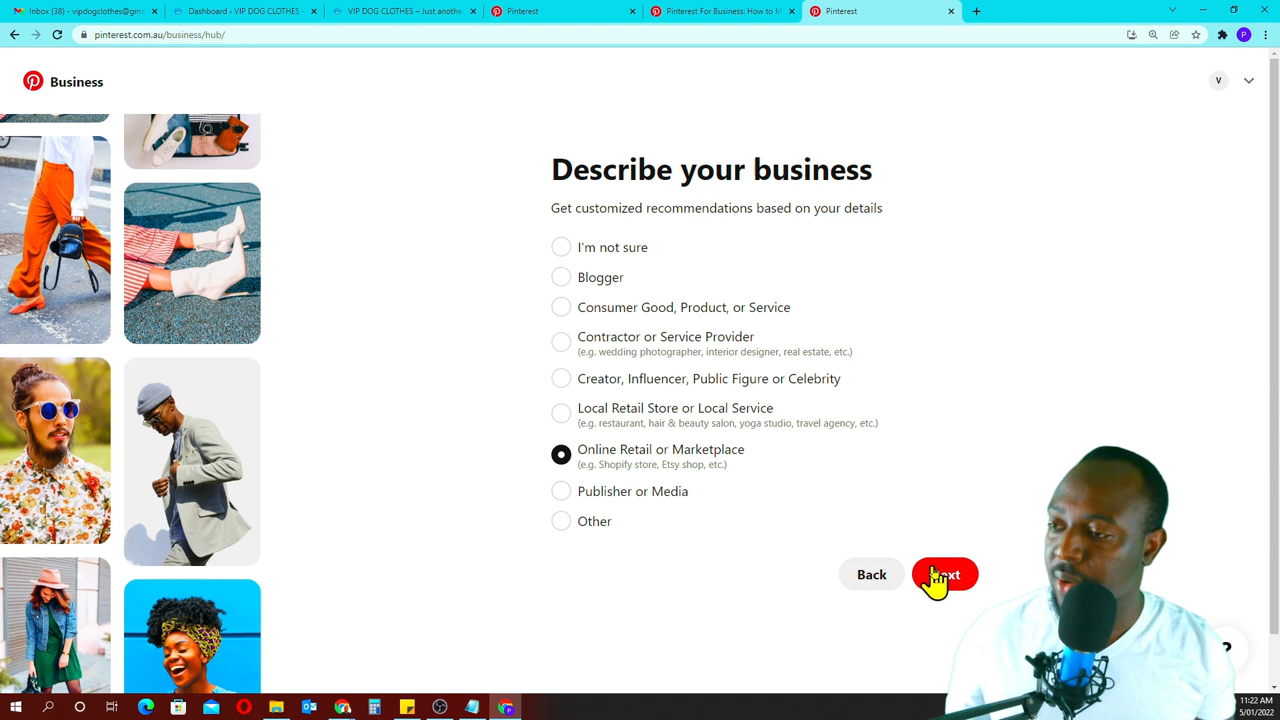 Inbox (38) - vipdogclothes@gma
Dashboard ‹ VIP DOG CLOTHES —
VIP DOG CLOTHES – Just anothe
Pinterest
Pinterest For Business: How to M
Pinterest
pinterest.com.au/business/hub/
P
Business
V
Describe your business
Get customized recommendations based on your details
I'm not sure
Blogger
Consumer Good, Product, or Service
Contractor or Service Provider
(e.g. wedding photographer, interior designer, real estate, etc.)
Creator, Influencer, Public Figure or Celebrity
Local Retail Store or Local Service
(e.g. restaurant, hair & beauty salon, yoga studio, travel agency, etc.)
Online Retail or Marketplace
(e.g. Shopify store, Etsy shop, etc.)
Publisher or Media
Other
Back
?
11:22 AM
5/01/2022